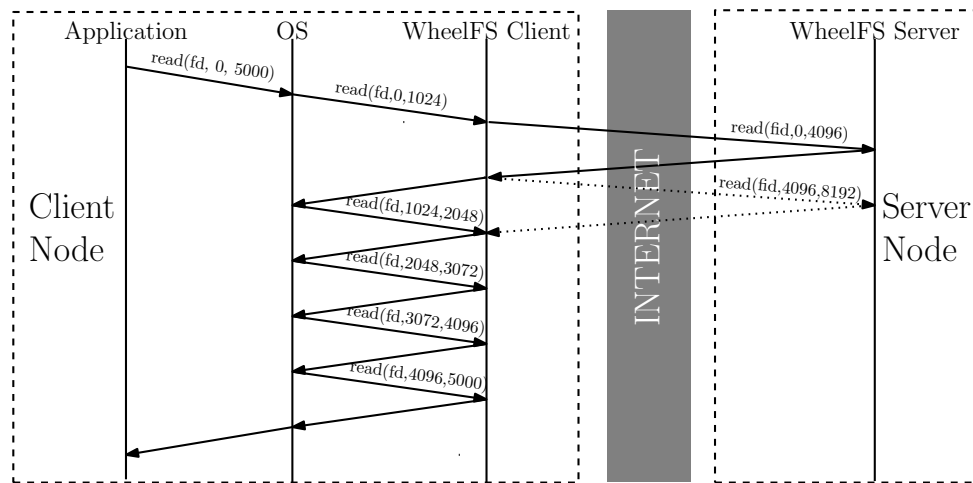 Application
OS
WheelFS Client
WheelFS Server
read(fd, 0, 5000)
read(fd,0,1024)
read(fid,0,4096)
read(fid,4096,8192)
Client
Node
read(fd,1024,2048)
INTERNET
Server
Node
read(fd,2048,3072)
read(fd,3072,4096)
read(fd,4096,5000)